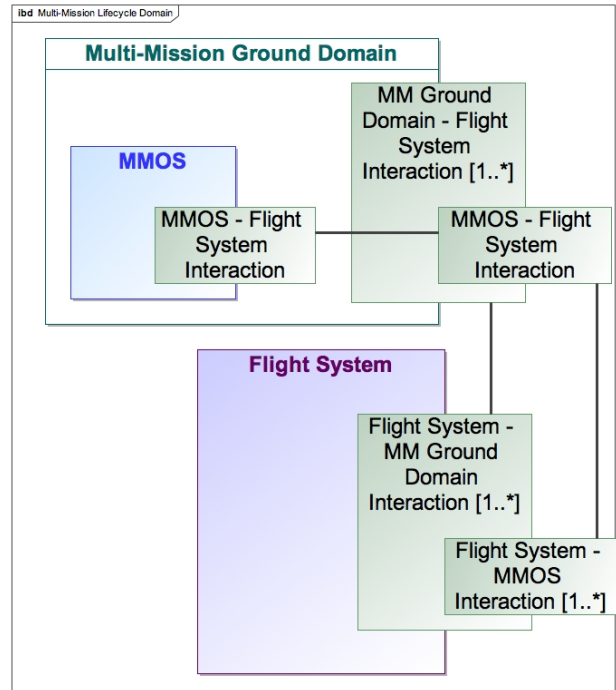 ibd Multi-Mission Lifecycle Domain
Multi-Mission Ground Domain
MM Ground
Domain - Flight
System
Interaction [1..*]
MMOS
MMOS - Flight
System
Interaction
MMOS - Flight
System
Interaction
Flight System
Flight System -
MM Ground
Domain
Interaction [1..*]
Flight System -
MMOS
Interaction [1..*]